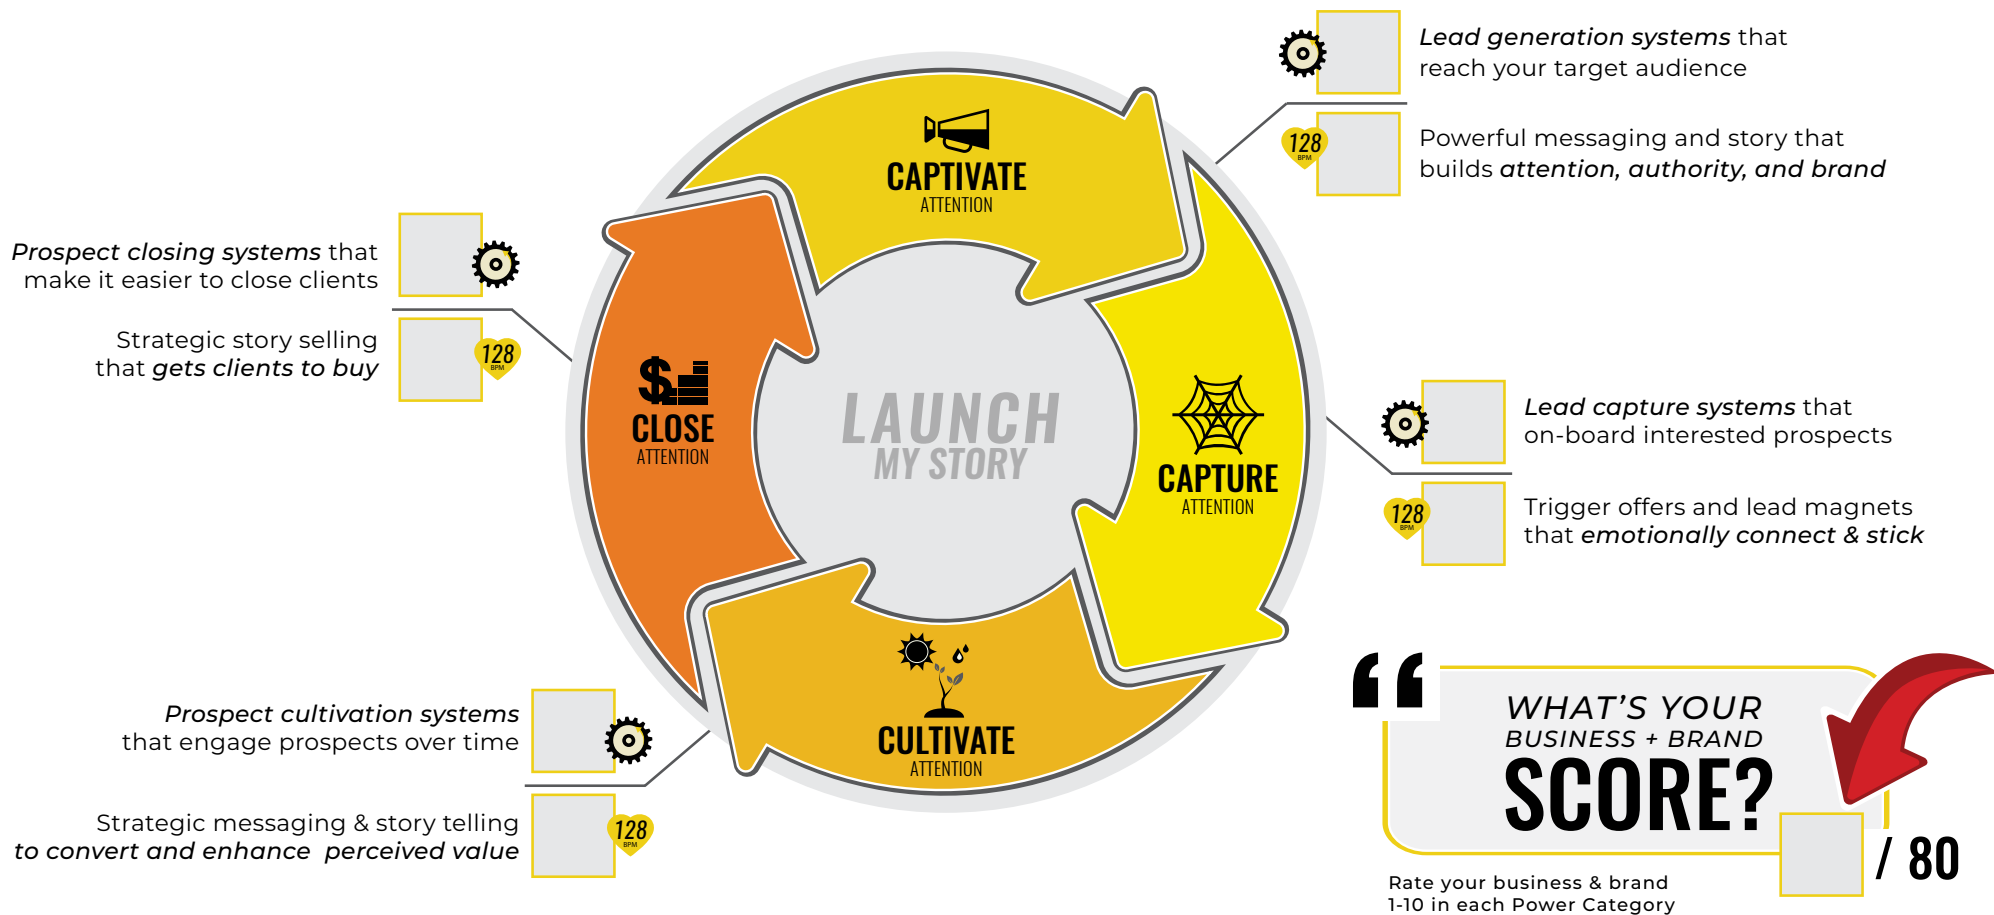 Lead generation systems that
reach your target audience
128
BPM
Powerful messaging and story that
builds attention, authority, and brand
CAPTIVATE
ATTENTION
Prospect closing systems that
make it easier to close clients
Strategic story selling
that gets clients to buy
128
BPM
CLOSE
ATTENTION
LAUNCH
MY STORY
CAPTURE
ATTENTION
Lead capture systems that
on-board interested prospects
128
BPM
Trigger offers and lead magnets
that emotionally connect & stick
CULTIVATE
ATTENTION
Prospect cultivation systems
that engage prospects over time
Strategic messaging & story telling
to convert and enhance perceived value
128
BPM
“
WHAT'S YOUR
BUSINESS + BRAND
SCORE?
/ 80
Rate your business & brand
1-10 in each Power Category